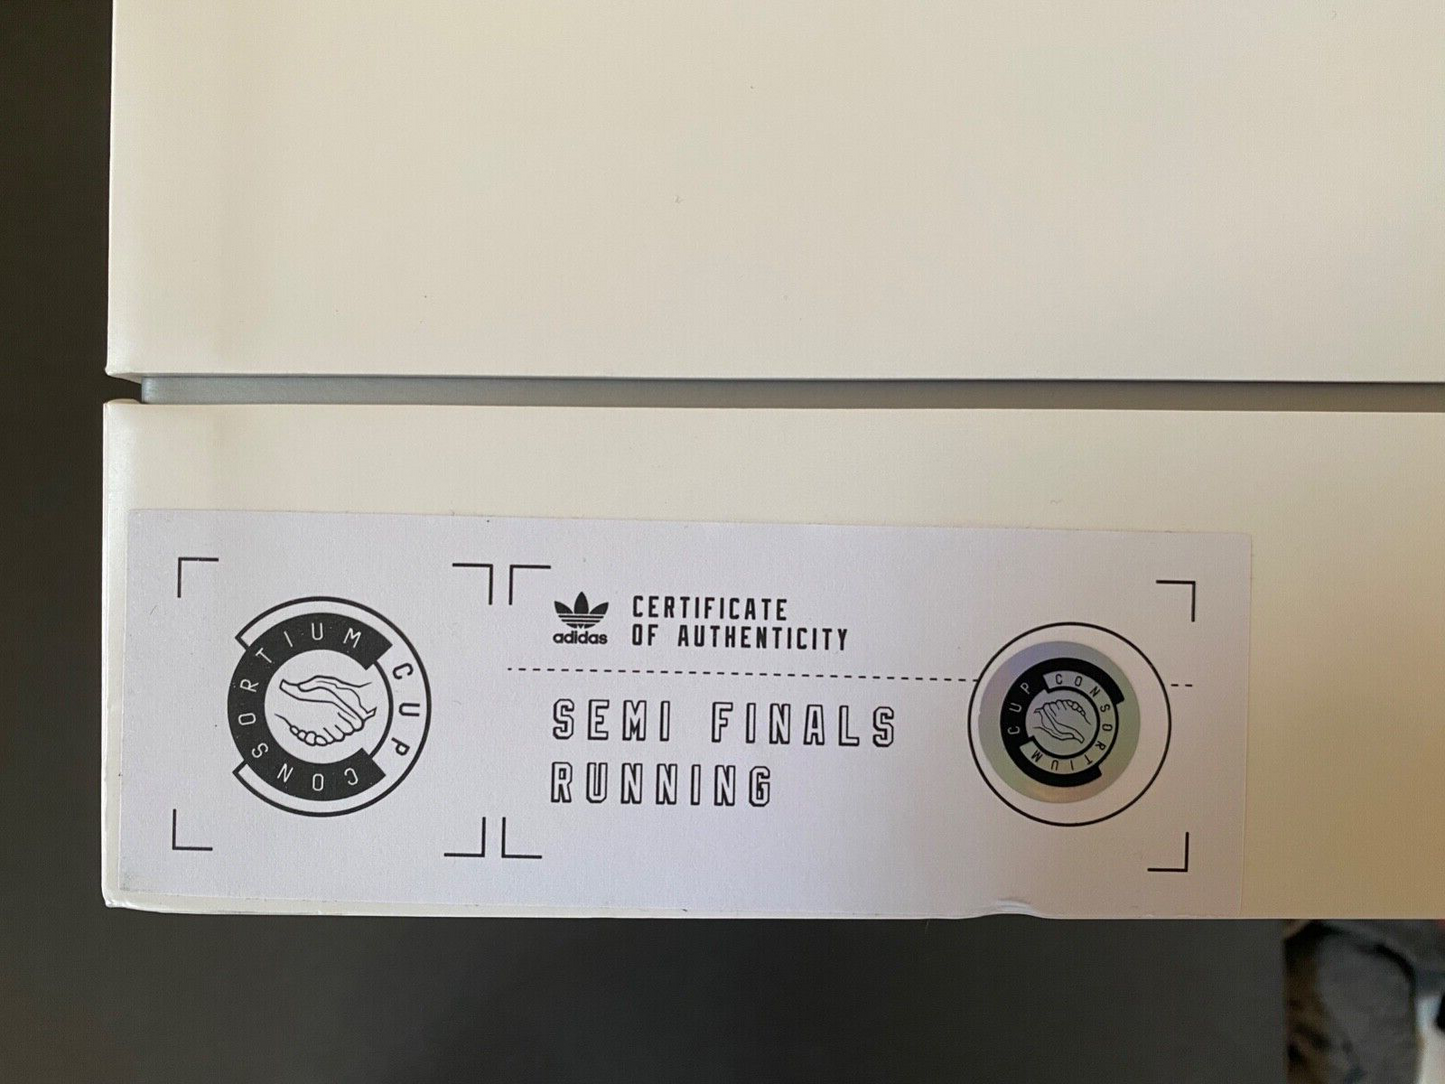 CONSORTIUM CUP
adidas
CERTIFICATE
OF AUTHENTICITY
SEMI FINALS
RUNNING
CUP CONSORTIUM